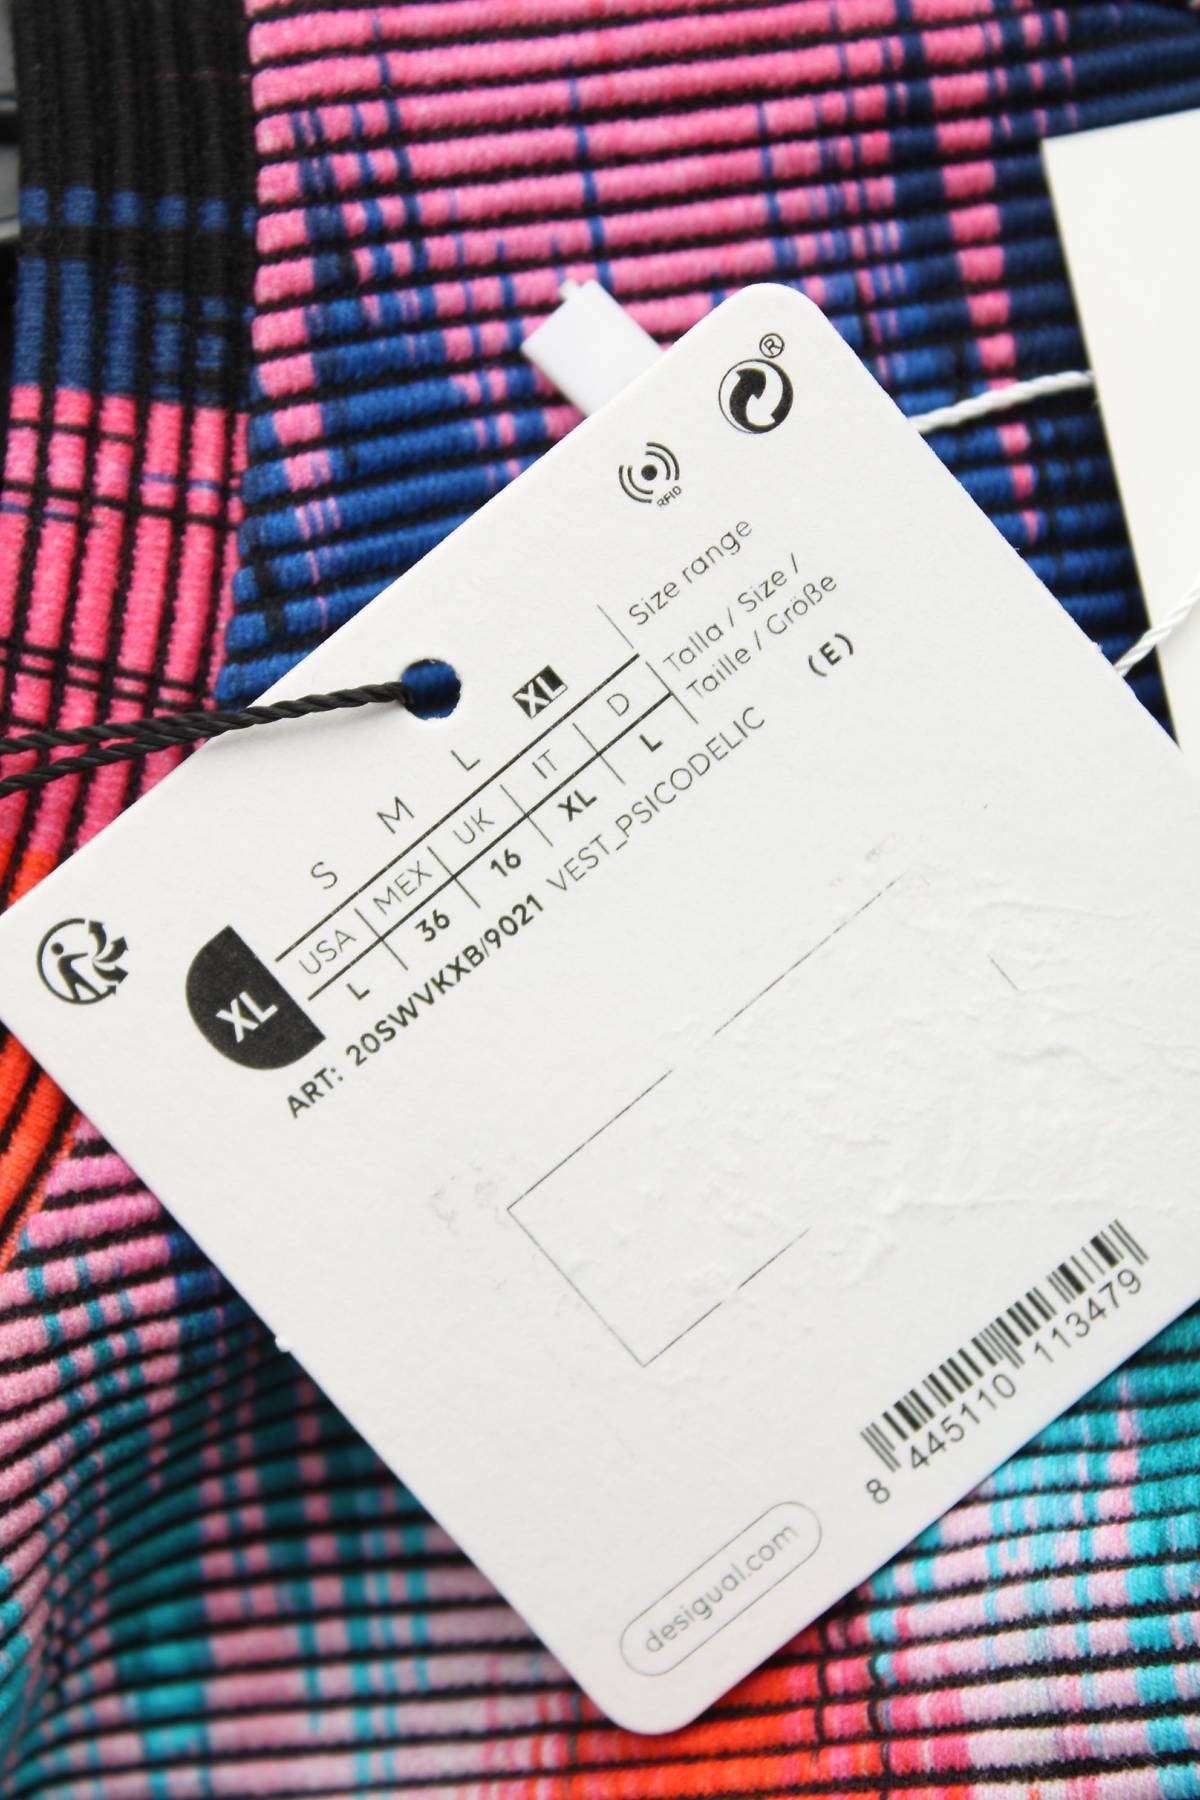 ®
RFID
Size range
S M L XL
Talla / Size /
Taille / Größe
(E)
USA MEX UK IT D
XL
L 36 16 XL L
ART: 20SWVKXB/9021 VEST_PSICODELIC
8 445110 113479
desigual.com